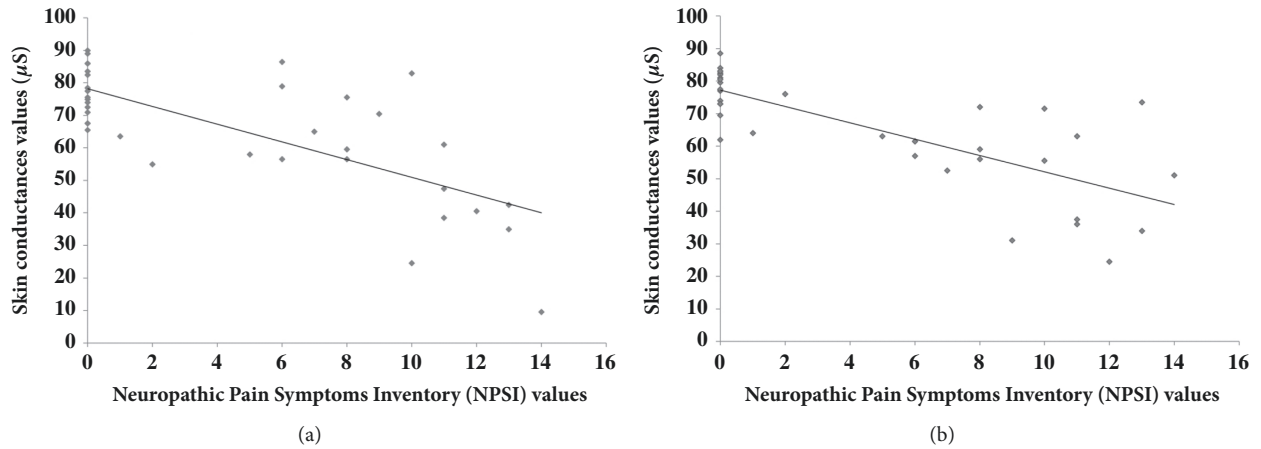 100
90
80
70
60
50
40
30
20
10
0
Skin conductances values (μS)
0 2 4 6 8 10 12 14 16
Neuropathic Pain Symptoms Inventory (NPSI) values
(a)
100
90
80
70
60
50
40
30
20
10
0
Skin conductances values (μS)
0 2 4 6 8 10 12 14 16
Neuropathic Pain Symptoms Inventory (NPSI) values
(b)